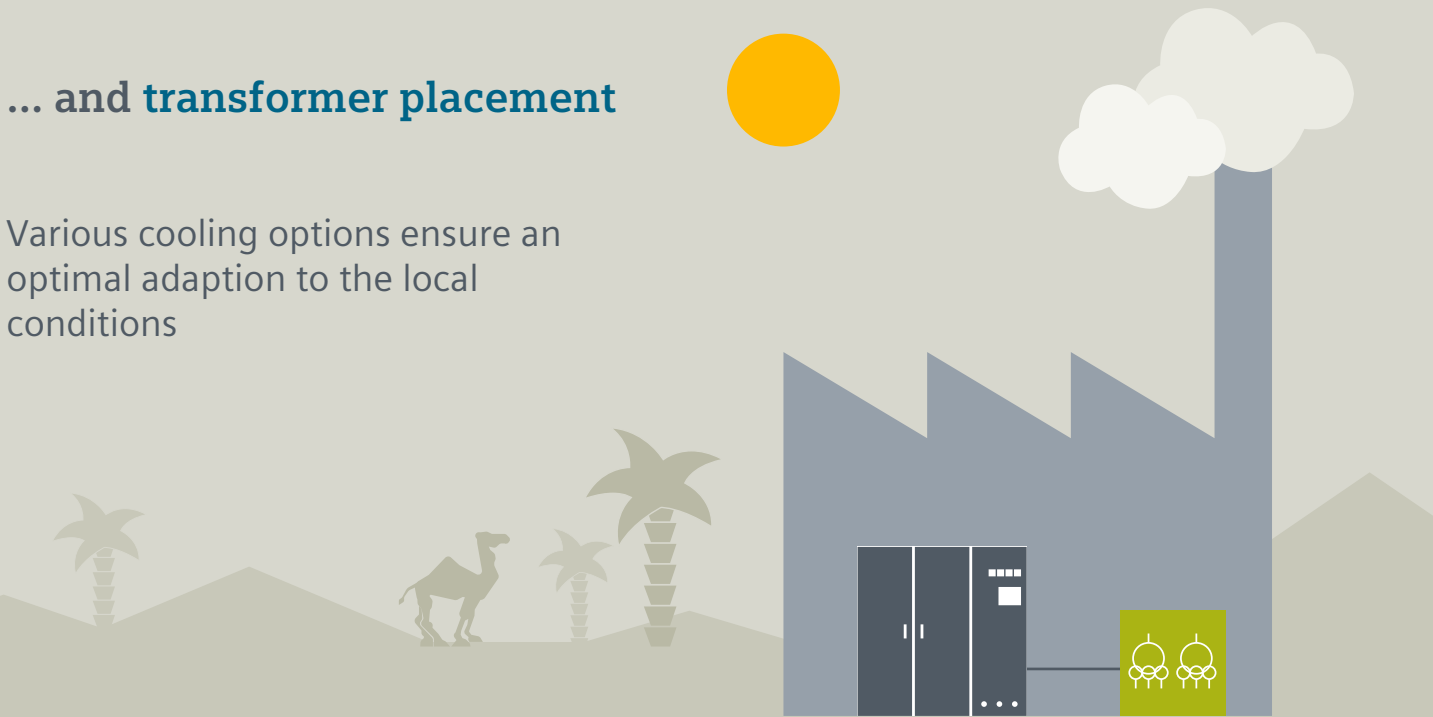 ... and transformer placement
Various cooling options ensure an
optimal adaption to the local
conditions